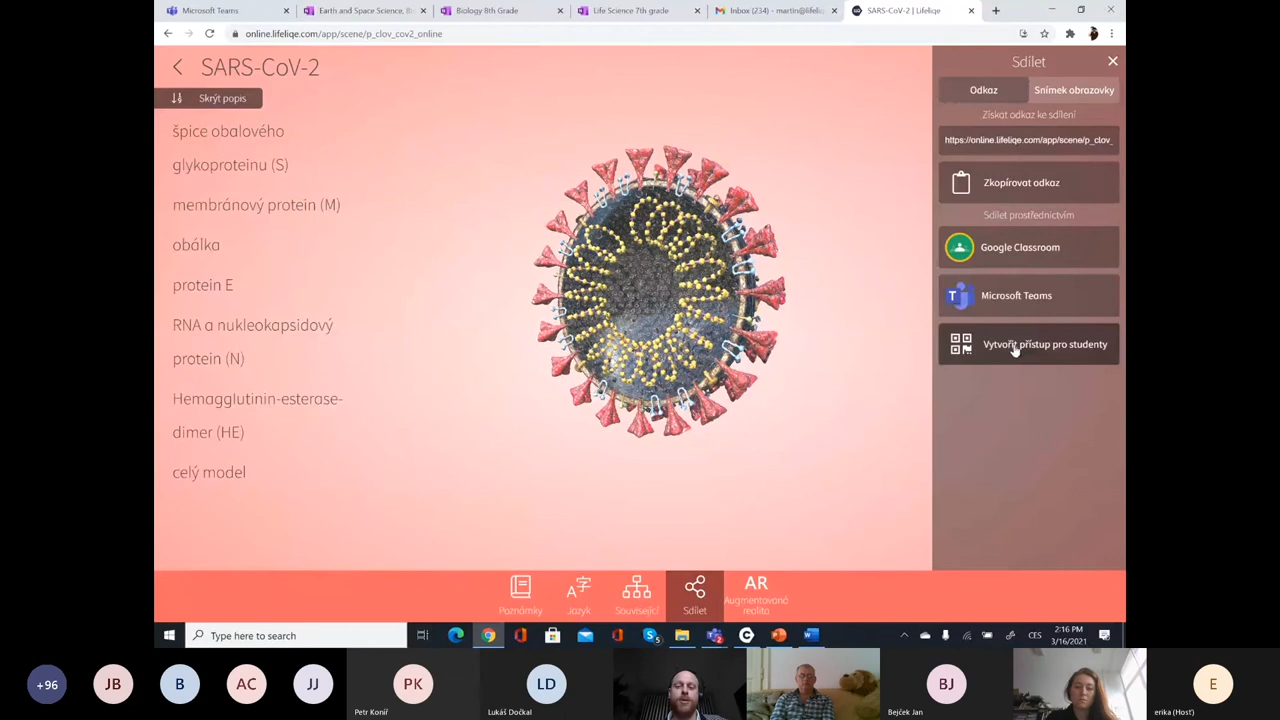 Microsoft Teams
Earth and Space Science, B
Biology 8th Grade
Life Science 7th grade
Inbox (234) - martin@lifeliq
SARS-CoV-2 | Lifeliqe
online.lifeliqe.com/app/scene/p_clov_cov2_online
SARS-CoV-2
Skrýt popis
špice obalového
glykoproteinu (S)
membránový protein (M)
obálka
protein E
RNA a nukleokapsidový
protein (N)
Hemagglutinin-esterase-
dimer (HE)
celý model
Sdílet
Odkaz
Snímek obrazovky
Získat odkaz ke sdílení
https://online.lifeliqe.com/app/scene/p_clov_
Zkopírovat odkaz
Sdílet prostřednictvím
Google Classroom
Microsoft Teams
Vytvořit přístup pro studenty
Poznámky
Jazyk
Související
Sdílet
AR
Augmentovaná
realita
Type here to search
CES
2:16 PM
3/16/2021
+96
JB
B
AC
JJ
PK
Petr Koníř
LD
Lukáš Dočkal
BJ
Bejček Jan
E
erika (Host)